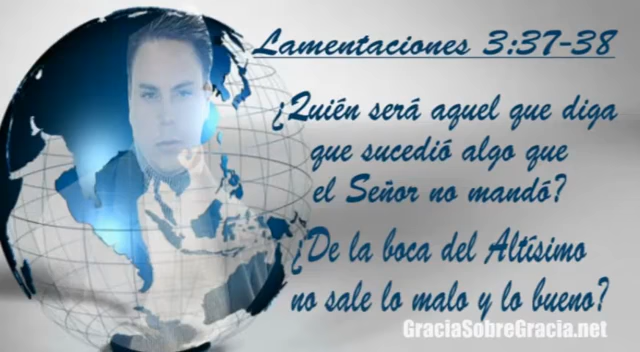 Lamentaciones 3:37-38
¿Quién será aquel que diga
que sucedió algo que
el Señor no mandó?
¿De la boca del Altísimo
no sale lo malo y lo bueno?
GraciaSobreGracia.net